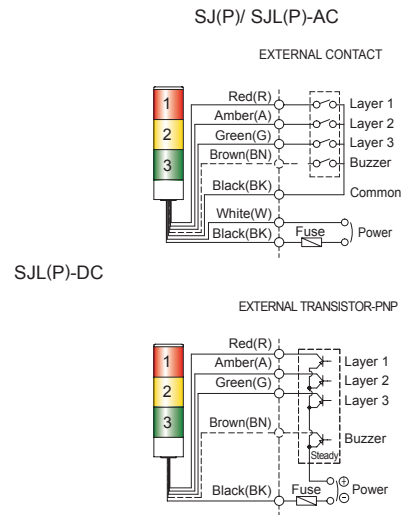 SJ(P)/ SJL(P)-AC
EXTERNAL CONTACT
1
2
3
Red(R)
Amber(A)
Green(G)
Brown(BN)
Black(BK)
White(W)
Black(BK)
Fuse
Layer 1
Layer 2
Layer 3
Buzzer
Common
Power
SJL(P)-DC
EXTERNAL TRANSISTOR-PNP
1
2
3
Red(R)
Amber(A)
Green(G)
Brown(BN)
Black(BK)
Layer 1
Layer 2
Layer 3
Buzzer
Steady
Fuse
Power